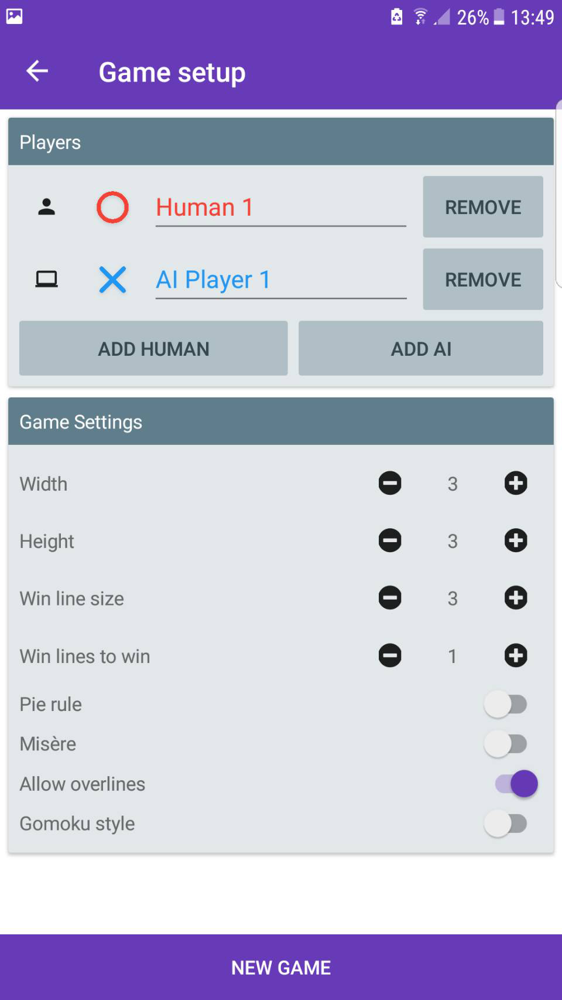 26% 13:49
Game setup
Players
Human 1 REMOVE
AI Player 1 REMOVE
ADD HUMAN ADD AI
Game Settings
Width 3
Height 3
Win line size 3
Win lines to win 1
Pie rule
Misère
Allow overlines
Gomoku style
NEW GAME